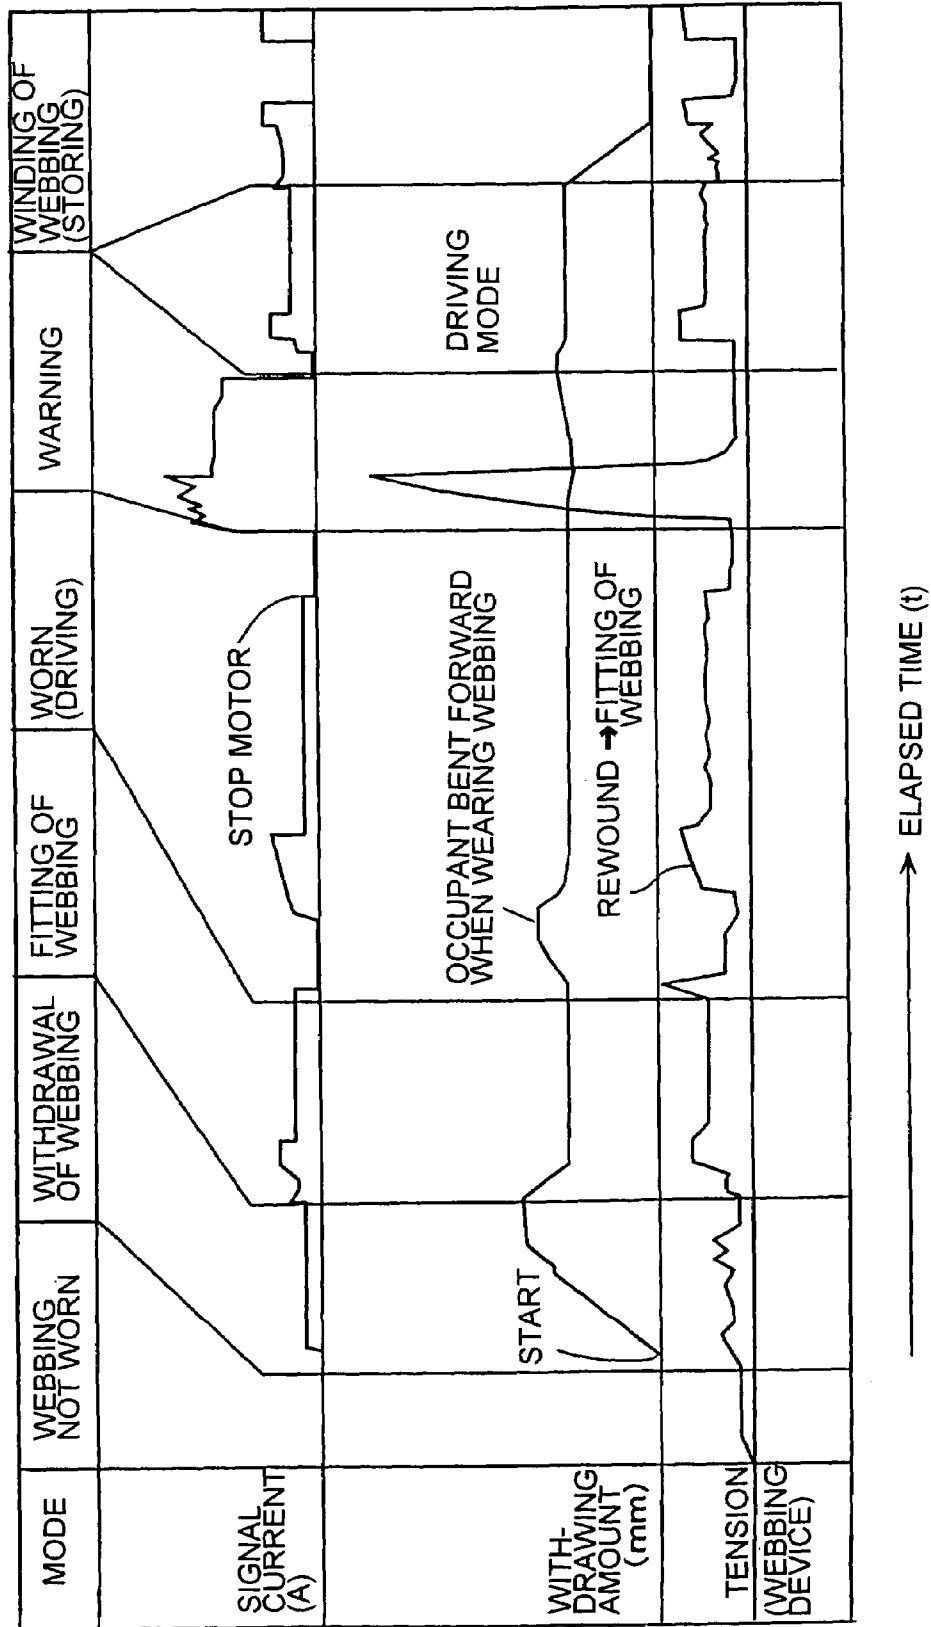 MODE
WEBBING
NOT WORN
WITHDRAWAL
OF WEBBING
FITTING OF
WEBBING
WORN
(DRIVING)
WARNING
WINDING OF
WEBBING
(STORING)
SIGNAL
CURRENT
(A)
STOP MOTOR
WITH-
DRAWING
AMOUNT
(mm)
START
OCCUPANT BENT FORWARD
WHEN WEARING WEBBING
DRIVING
MODE
TENSION
(WEBBING
DEVICE)
REWOUND → FITTING OF
WEBBING
→ ELAPSED TIME (t)